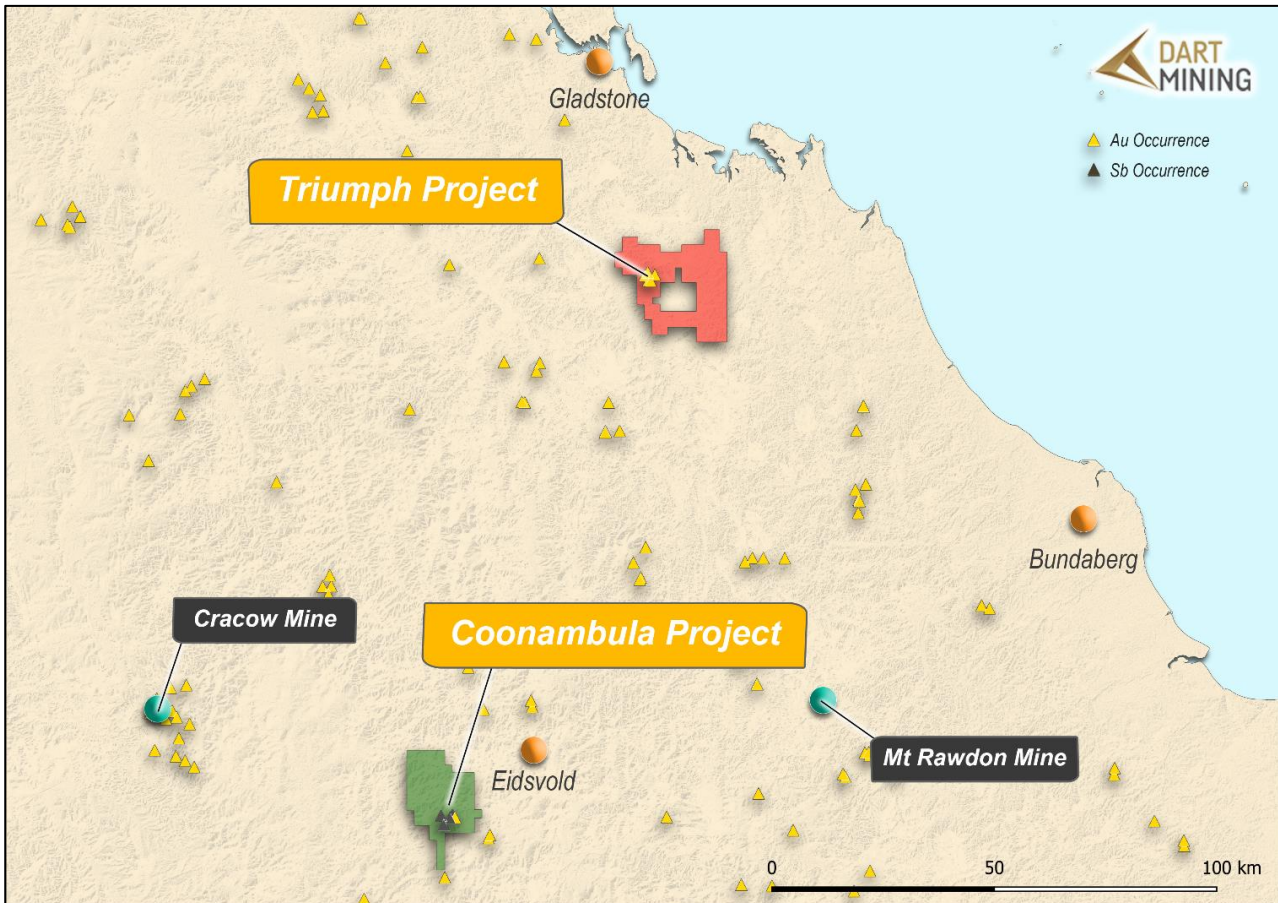 DART
MINING
Gladstone
Au Occurrence
Sb Occurrence
Triumph Project
Bundaberg
Cracow Mine
Coonambula Project
Mt Rawdon Mine
Eidsvold
0 50 100 km